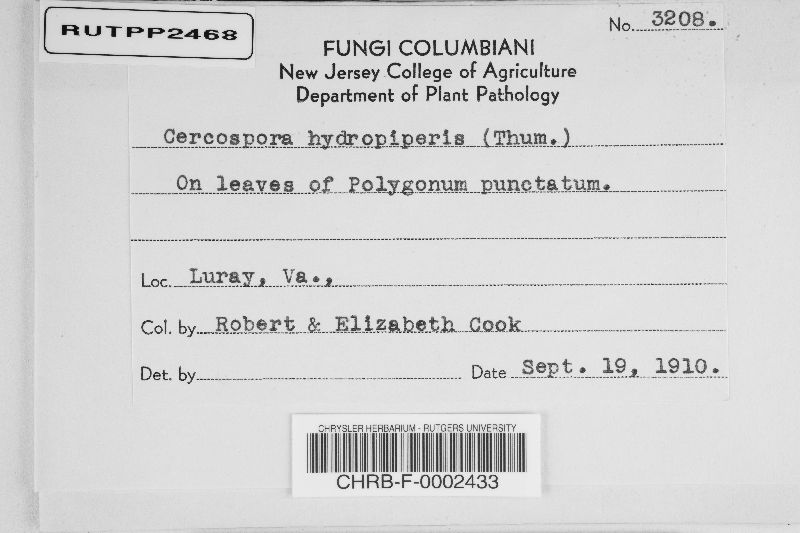 RUTPP2468
No. 3208.
FUNGI COLUMBIANI
New Jersey College of Agriculture
Department of Plant Pathology
Cercospora hydropiperis (Thum.)
On leaves of Polygonum punctatum.
Loc. Luray, Va.,
Col. by Robert & Elizabeth Cook
Det. by Date Sept. 19, 1910.
CHRYSLER HERBARIUM - RUTGERS UNIVERSITY
CHRB-F-0002433